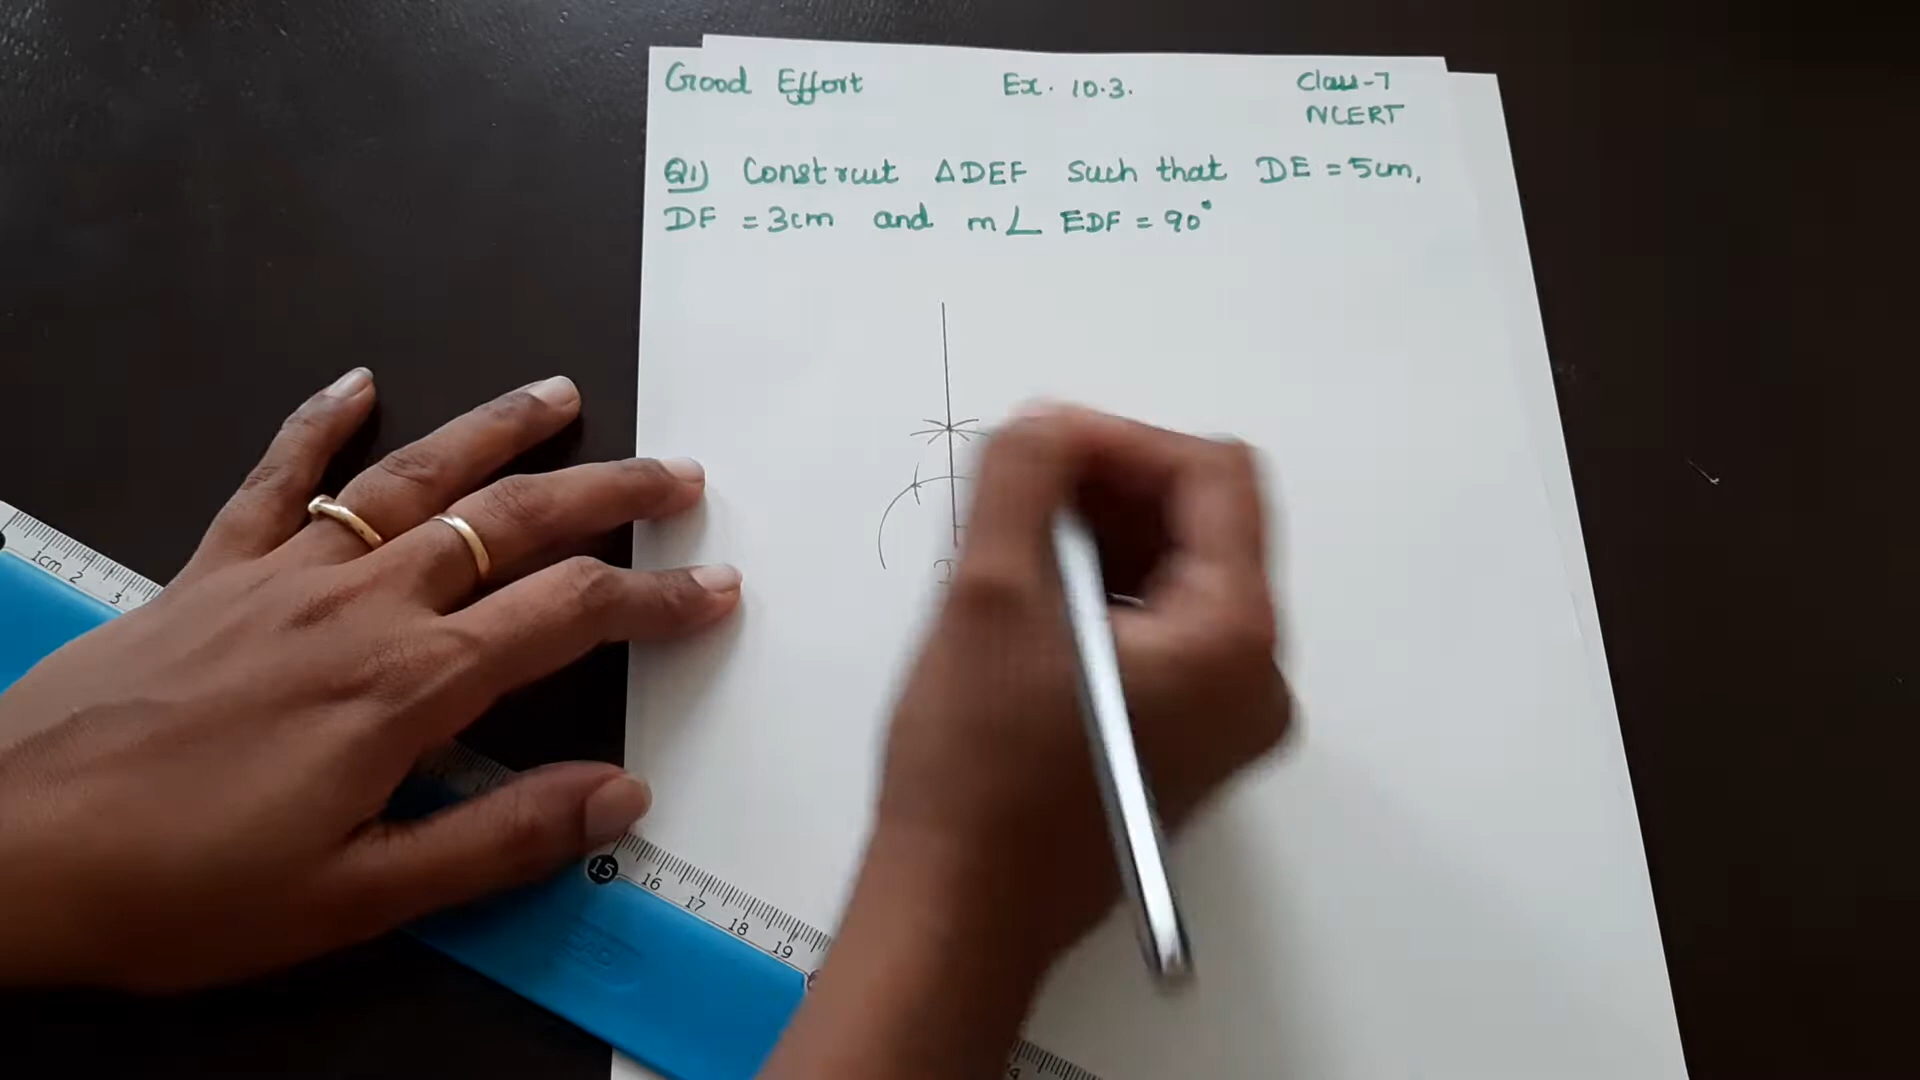 Good Effort Ex. 10.3. Class-7
NCERT
Q1) Construct ΔDEF such that DE = 5cm,
DF = 3cm and m∠ EDF = 90°
D
1cm 2 3
15 16 17 18 19